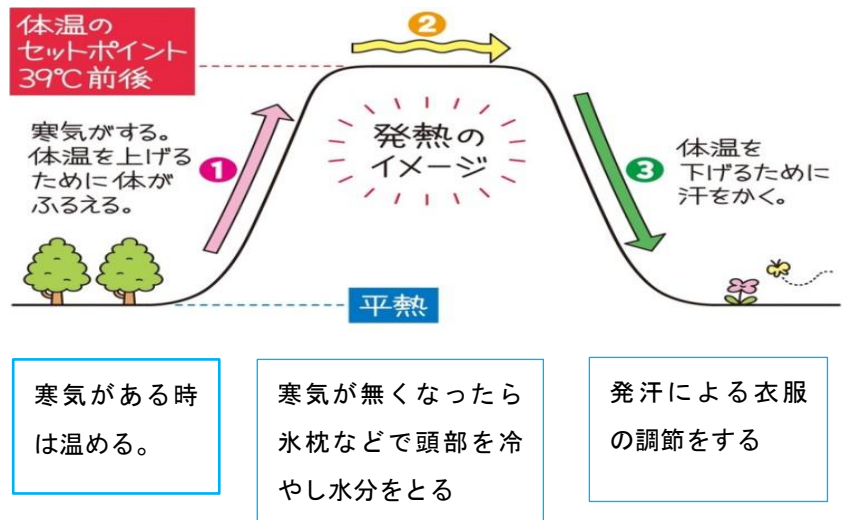 体温の
セットポイント
39℃前後
②
寒気がする。
体温を上げる
ために体が
ふるえる。
①
発熱の
イメージ
③
体温を
下げるために
汗をかく。
平熱
寒気がある時
は温める。
寒気が無くなったら
氷枕などで頭部を冷
やし水分をとる
発汗による衣服
の調節をする